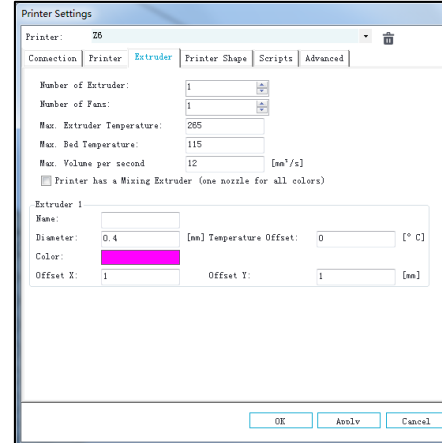 Printer Settings
Printer: Z6
Connection Printer Extruder Printer Shape Scripts Advanced
Number of Extruder: 1
Number of Fans: 1
Max. Extruder Temperature: 265
Max. Bed Temperature: 115
Max. Volume per second 12 [mm³/s]
Printer has a Mixing Extruder (one nozzle for all colors)
Extruder 1
Name:
Diameter: 0.4 [mm] Temperature Offset: 0 [° C]
Color:
Offset X: 1 Offset Y: 1 [mm]
OK Apply Cancel